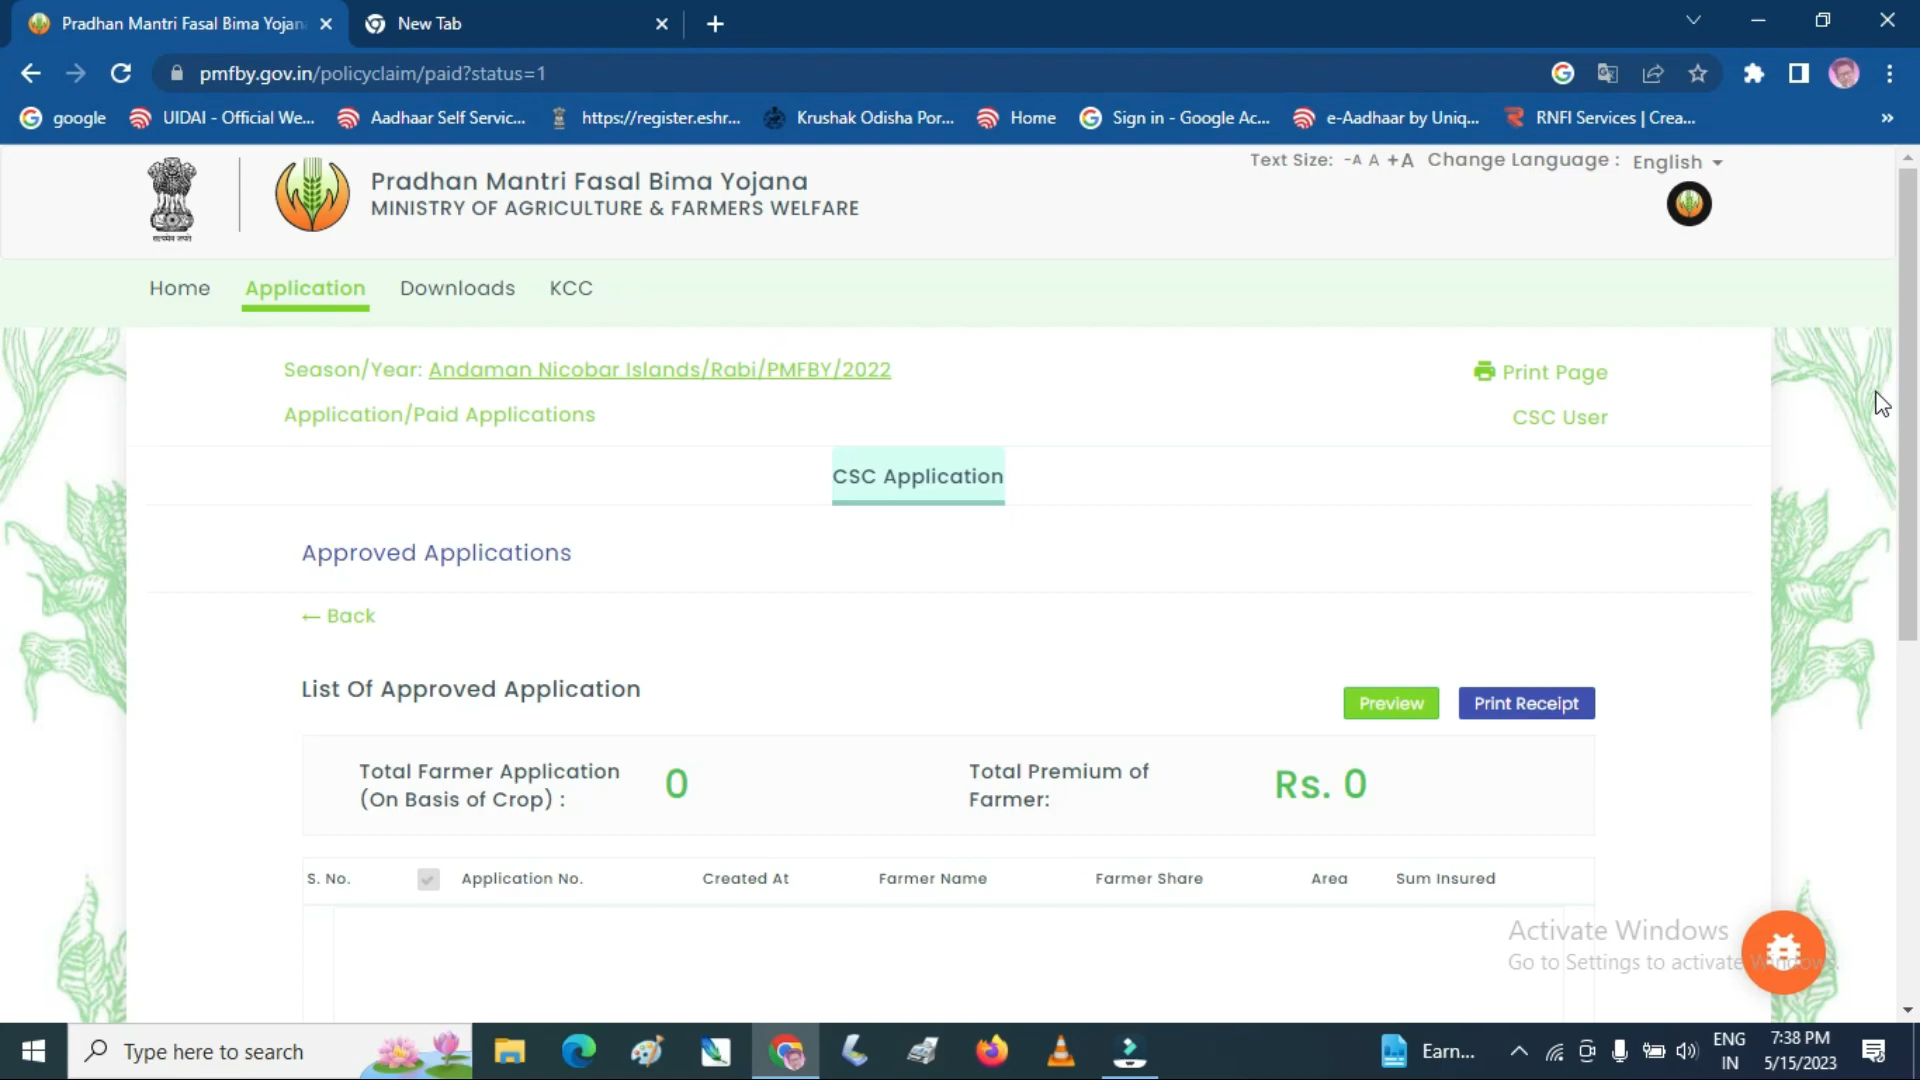 Pradhan Mantri Fasal Bima Yojan
New Tab
pmfby.gov.in/policyclaim/paid?status=1
google
UIDAI - Official We...
Aadhaar Self Servic...
https://register.eshr...
Krushak Odisha Por...
Home
Sign in - Google Ac...
e-Aadhaar by Uniq...
RNFI Services | Crea...
»
Text Size: -A A +A Change Language : English
Pradhan Mantri Fasal Bima Yojana
MINISTRY OF AGRICULTURE & FARMERS WELFARE
सत्यमेव जयते
Home Application Downloads KCC
Season/Year: Andaman Nicobar Islands/Rabi/PMFBY/2022
Print Page
Application/Paid Applications
CSC User
CSC Application
Approved Applications
← Back
List Of Approved Application
Preview
Print Receipt
Total Farmer Application
(On Basis of Crop) :
0
Total Premium of
Farmer:
Rs. 0
S. No. Application No. Created At Farmer Name Farmer Share Area Sum Insured
Activate Windows
Go to Settings to activate Windows.
Type here to search
Earn...
ENG
IN
7:38 PM
5/15/2023